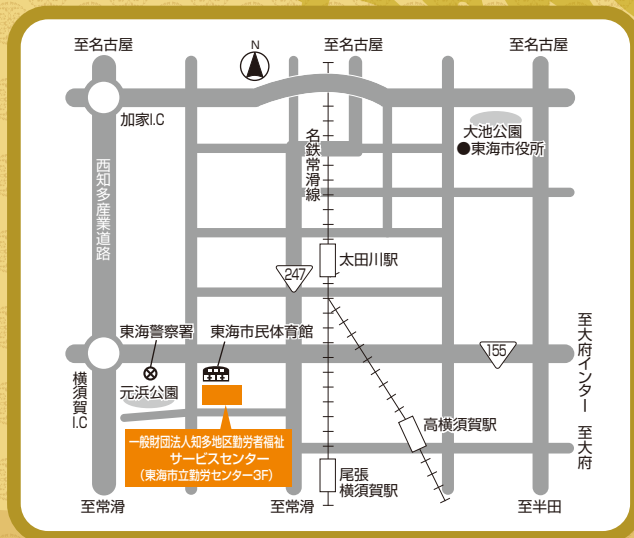 至名古屋
N
至名古屋
至名古屋
加家I.C
名鉄常滑線
大池公園
●東海市役所
西知多産業道路
太田川駅
247
東海警察署
東海市民体育館
155
至大府インター
横須賀I.C
元浜公園
高横須賀駅
至大府
一般財団法人知多地区勤労者福祉
サービスセンター
(東海市立勤労センター3F)
尾張
横須賀駅
至常滑
至常滑
至半田